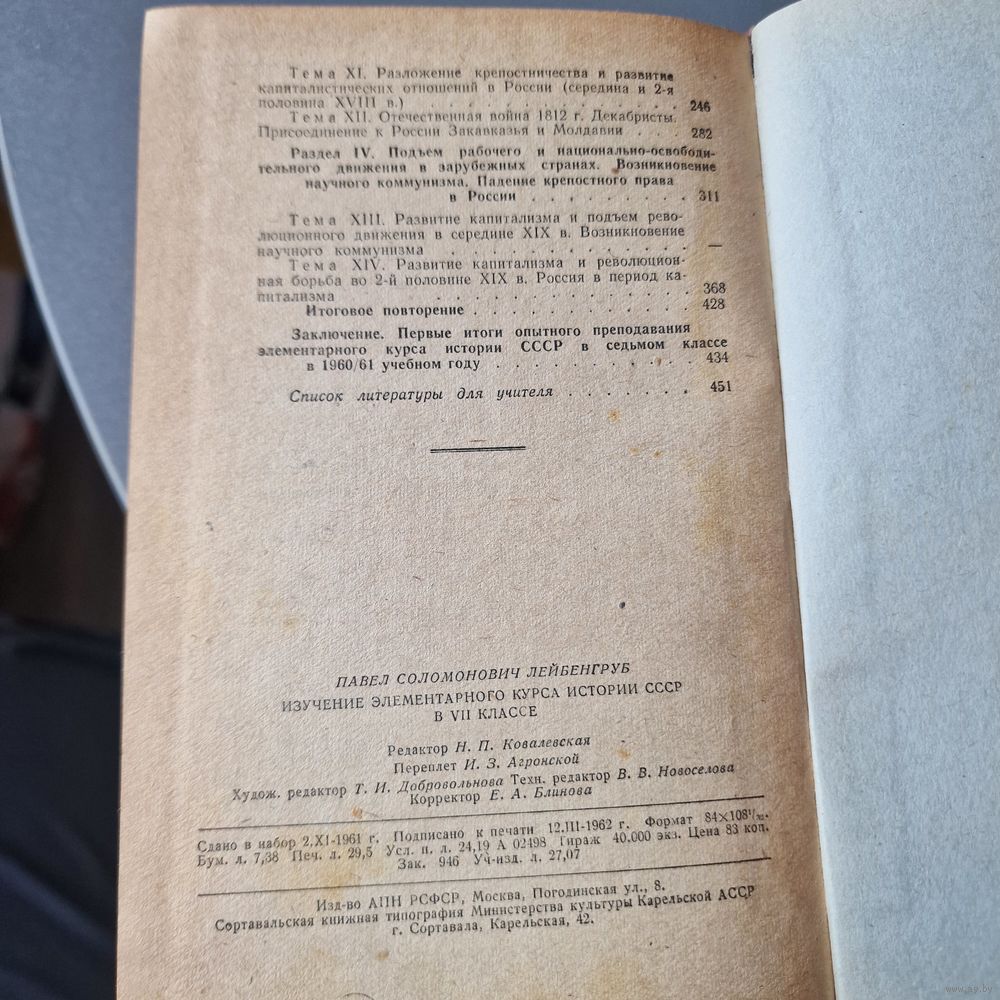 Тема XI. Разложение крепостничества и развитие
капиталистических отношений в России (середина и 2-я
половина XVIII в.) . . . . . . . . . . . . . . 246
Тема XII. Отечественная война 1812 г. Декабристы.
Присоединение к России Закавказья и Молдавии . . . 282
Раздел IV. Подъем рабочего и национально-освободи-
тельного движения в зарубежных странах. Возникновение
научного коммунизма. Падение крепостного права
в России . . . . . . . . . 311
Тема XIII. Развитие капитализма и подъем рево-
люционного движения в середине XIX в. Возникновение
научного коммунизма . . . . . . . . . . . . . —
Тема XIV. Развитие капитализма и революцион-
ная борьба во 2-й половине XIX в. Россия в период ка-
питализма . . . . . . . . . . . . . . 368
Итоговое повторение . . . . . . . . . . . 428
Заключение. Первые итоги опытного преподавания
элементарного курса истории СССР в седьмом классе
в 1960/61 учебном году . . . . . . . . . . . 434
Список литературы для учителя . . . . . . . 451
ПАВЕЛ СОЛОМОНОВИЧ ЛЕЙБЕНГРУБ
ИЗУЧЕНИЕ ЭЛЕМЕНТАРНОГО КУРСА ИСТОРИИ СССР
В VII КЛАССЕ
Редактор Н. П. Ковалевская
Переплет И. З. Агронской
Худож. редактор Т. И. Добровольнова Техн. редактор В. В. Новоселова
Корректор Е. А. Блинова
Сдано в набор 2.XI-1961 г. Подписано к печати 12.III-1962 г. Формат 84×108¹/₃₂.
Бум. л. 7,38 Печ. л. 29,5 Усл. п. л. 24,19 А 02498 Тираж 40.000 экз. Цена 83 коп.
Зак. 946 Уч-изд. л. 27,07
Изд-во АПН РСФСР, Москва, Погодинская ул., 8.
Сортавальская книжная типография Министерства культуры Карельской АССР
г. Сортавала, Карельская, 42.
www.ay.by